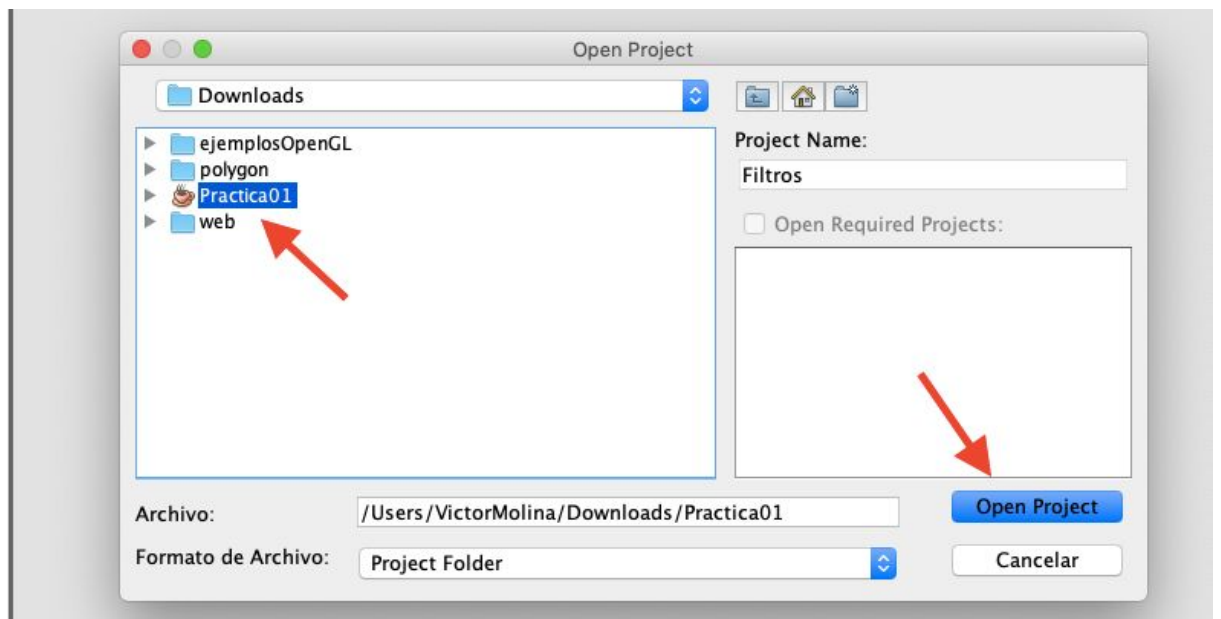 Open Project
Downloads
ejemplosOpenGL
polygon
Practica01
web
Project Name:
Filtros
Open Required Projects:
Archivo:
/Users/VictorMolina/Downloads/Practica01
Open Project
Formato de Archivo:
Project Folder
Cancelar